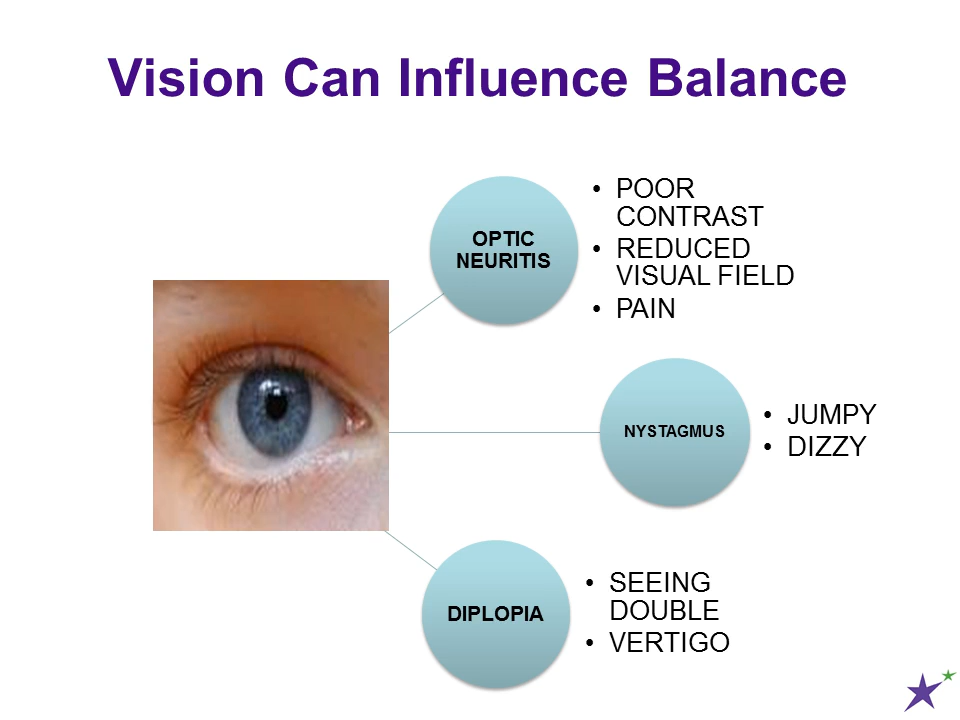 Vision Can Influence Balance
OPTIC
NEURITIS
• POOR
CONTRAST
• REDUCED
VISUAL FIELD
• PAIN
NYSTAGMUS
• JUMPY
• DIZZY
DIPLOPIA
• SEEING
DOUBLE
• VERTIGO